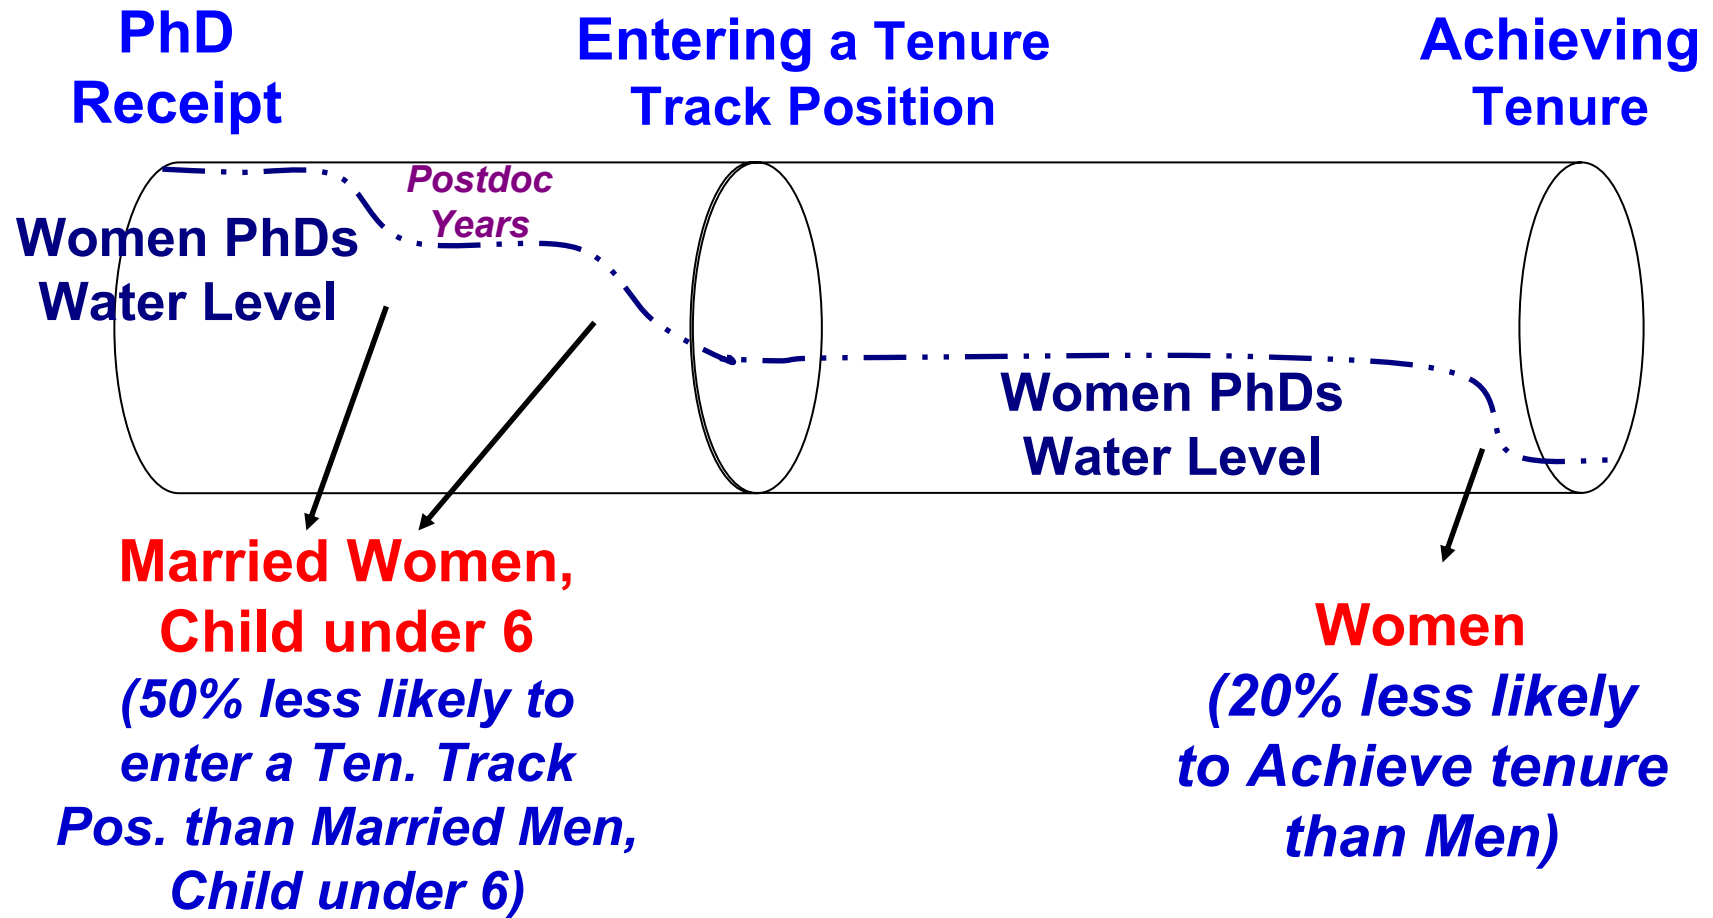 PhD
Receipt
Entering a Tenure
Track Position
Achieving
Tenure
Postdoc
Years
Women PhDs
Water Level
Women PhDs
Water Level
Married Women,
Child under 6
(50% less likely to
enter a Ten. Track
Pos. than Married Men,
Child under 6)
Women
(20% less likely
to Achieve tenure
than Men)